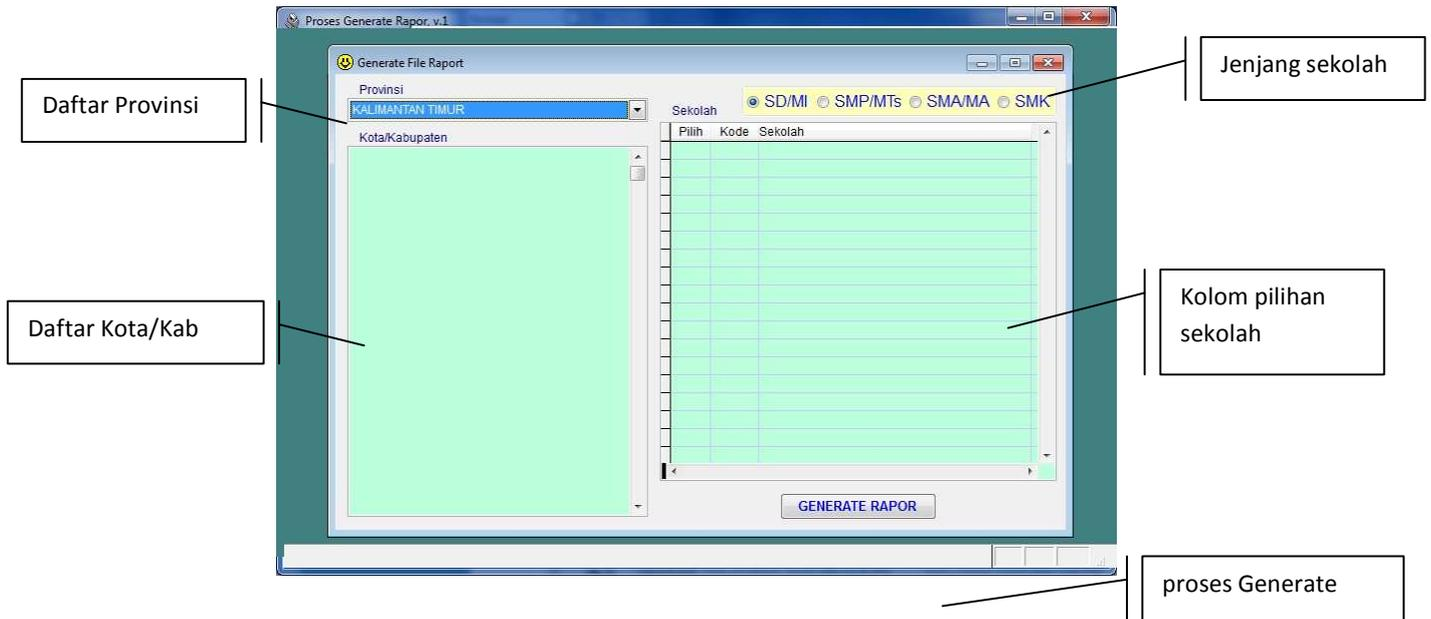 Proses Generate Rapor, v.1
Generate File Raport
Jenjang sekolah
Daftar Provinsi
Provinsi
KALIMANTAN TIMUR
Kota/Kabupaten
Sekolah
SD/MI SMP/MTs SMA/MA SMK
Pilih Kode Sekolah
Daftar Kota/Kab
Kolom pilihan
sekolah
GENERATE RAPOR
proses Generate